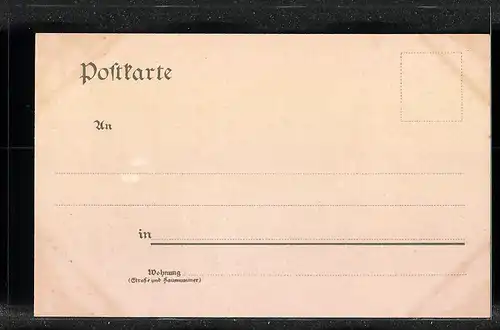 Postkarte
An
in
Wohnung
(Straße und Hausnummer)